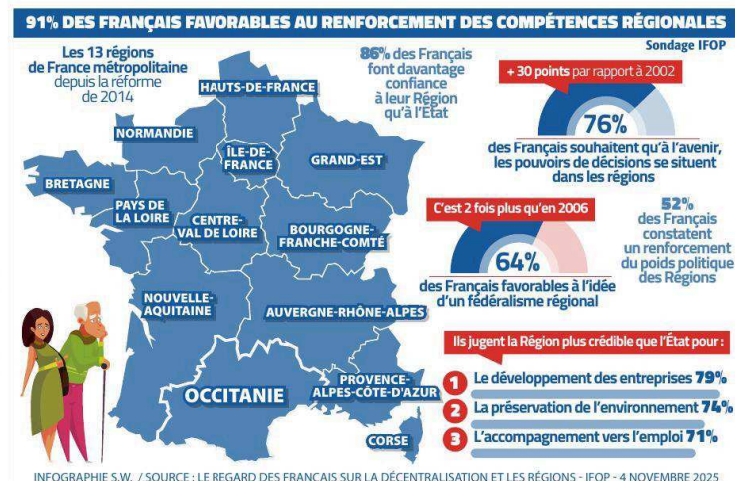 91% DES FRANÇAIS FAVORABLES AU RENFORCEMENT DES COMPÉTENCES RÉGIONALES
Sondage IFOP
Les 13 régions
de France métropolitaine
depuis la réforme
de 2014
86% des Français
font davantage
confiance
à leur Région
qu'à l'État
+ 30 points par rapport à 2002
76%
des Français souhaitent qu'à l'avenir,
les pouvoirs de décisions se situent
dans les régions
C'est 2 fois plus qu'en 2006
64%
des Français favorables à l'idée
d'un fédéralisme régional
52%
des Français
constatent
un renforcement
du poids politique
des Régions
HAUTS-DE-FRANCE
NORMANDIE
ÎLE-DE-
FRANCE
GRAND-EST
BRETAGNE
PAYS DE
LA LOIRE
CENTRE-
VAL DE LOIRE
BOURGOGNE-
FRANCHE-COMTÉ
NOUVELLE-
AQUITAINE
AUVERGNE-RHÔNE-ALPES
OCCITANIE
PROVENCE-
ALPES-CÔTE-D'AZUR
CORSE
Ils jugent la Région plus crédible que l'État pour :
1 Le développement des entreprises 79%
2 La préservation de l'environnement 74%
3 L'accompagnement vers l'emploi 71%
INFOGRAPHIE S.W. / SOURCE : LE REGARD DES FRANÇAIS SUR LA DÉCENTRALISATION ET LES RÉGIONS - IFOP - 4 NOVEMBRE 2025